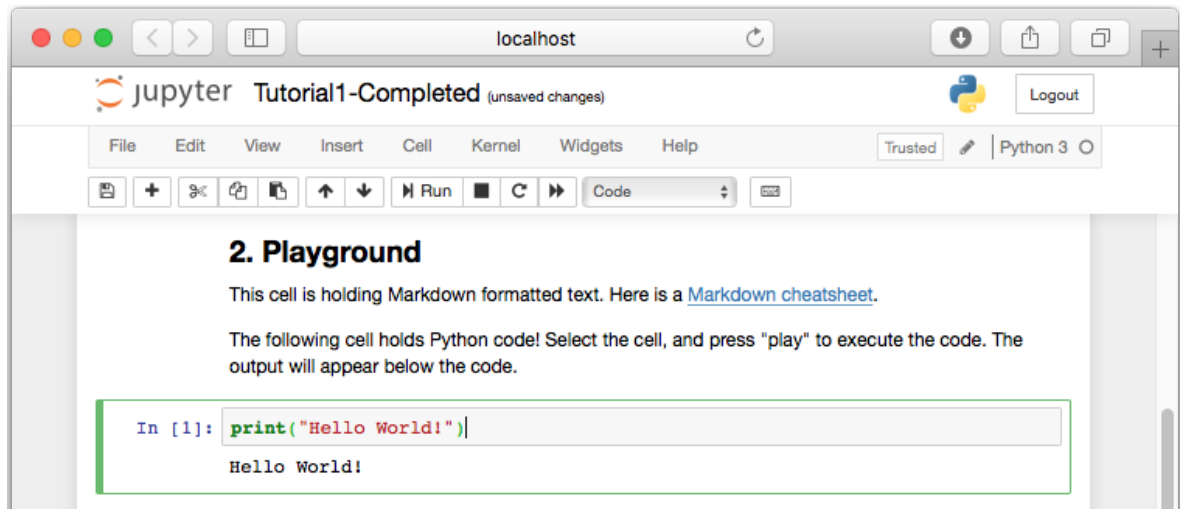 localhost
jupyter Tutorial1-Completed (unsaved changes)
Logout
File Edit View Insert Cell Kernel Widgets Help
Trusted Python 3
Run Code
2. Playground
This cell is holding Markdown formatted text. Here is a Markdown cheatsheet.
The following cell holds Python code! Select the cell, and press "play" to execute the code. The
output will appear below the code.
In [1]: print("Hello World!")
Hello World!